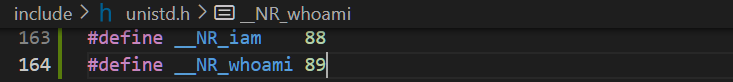 include > h unistd.h > __NR_whoami
163 #define __NR_iam 88
164 #define __NR_whoami 89